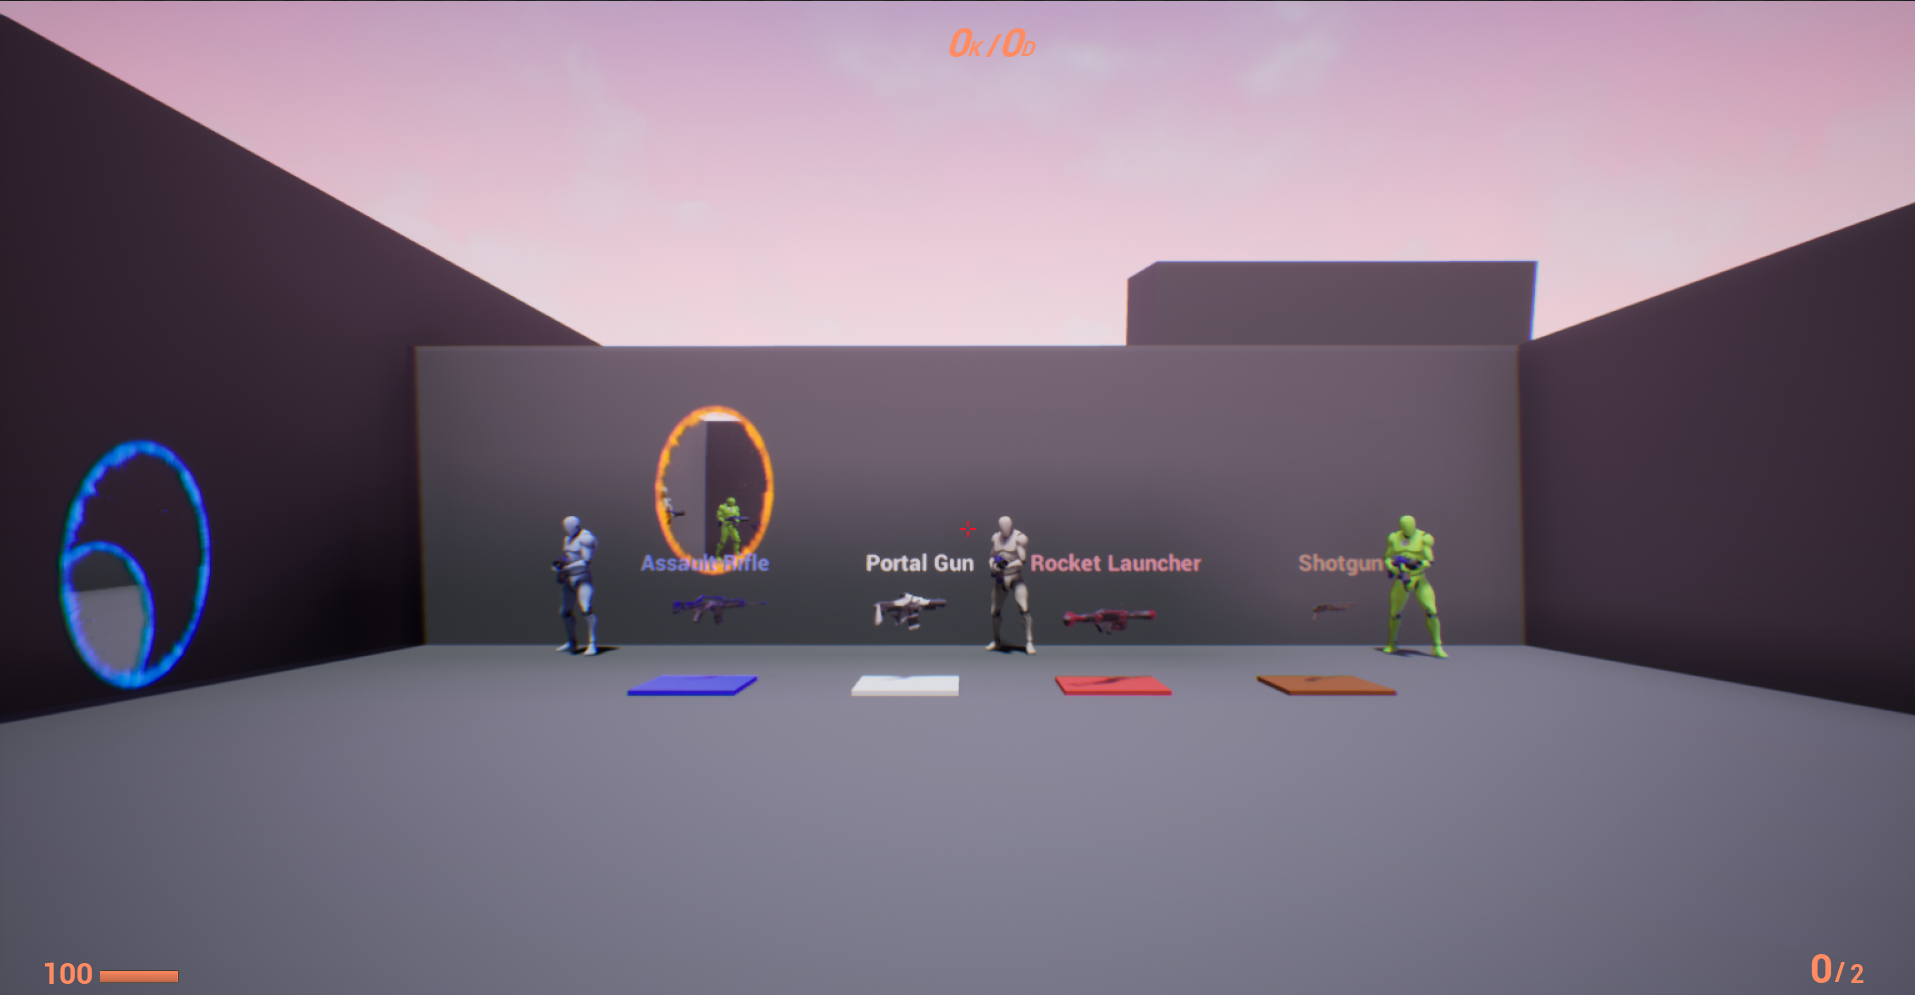 0K/0D
Assault Rifle
Portal Gun
Rocket Launcher
Shotgun
100
0/2